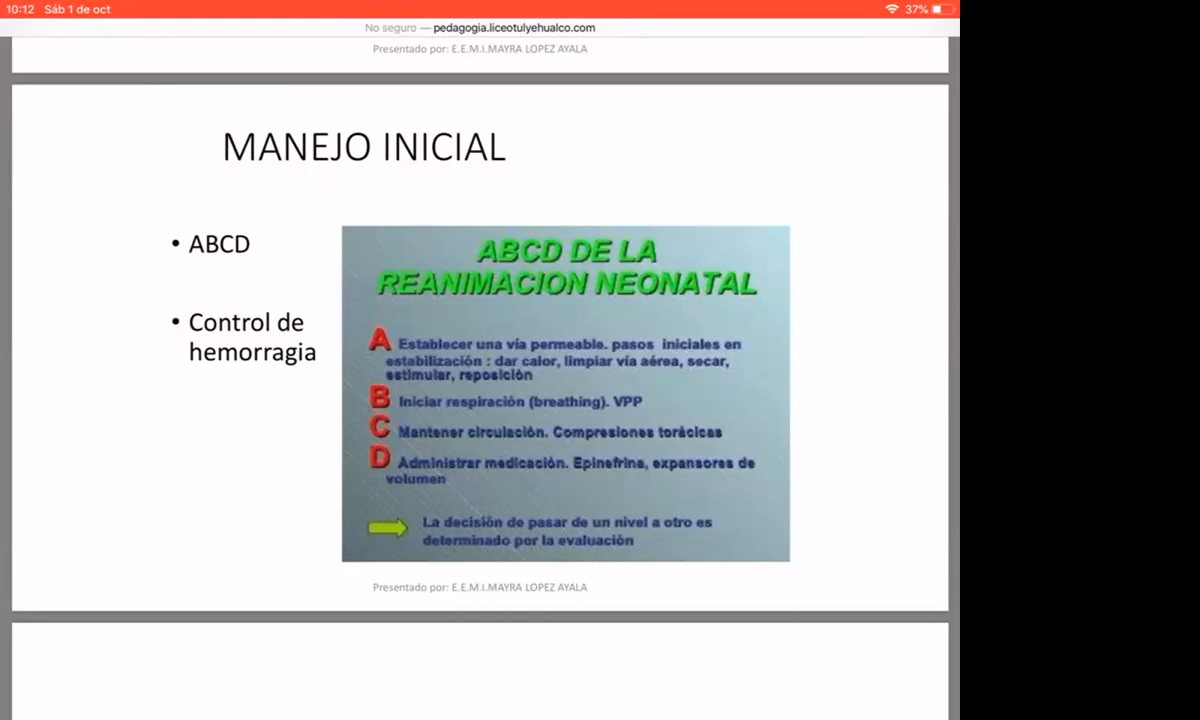 10:12 Sáb 1 de oct
37%
No seguro — pedagogia.liceotulyehualco.com
Presentado por: E.E.M.I.MAYRA LOPEZ AYALA
MANEJO INICIAL
• ABCD
• Control de
hemorragia
ABCD DE LA
REANIMACION NEONATAL
A Establecer una vía permeable. pasos iniciales en
estabilización : dar calor, limpiar vía aérea, secar,
estimular, reposición
B Iniciar respiración (breathing). VPP
C Mantener circulación. Compresiones torácicas
D Administrar medicación. Epinefrina, expansores de
volumen
La decisión de pasar de un nivel a otro es
determinado por la evaluación
Presentado por: E.E.M.I.MAYRA LOPEZ AYALA